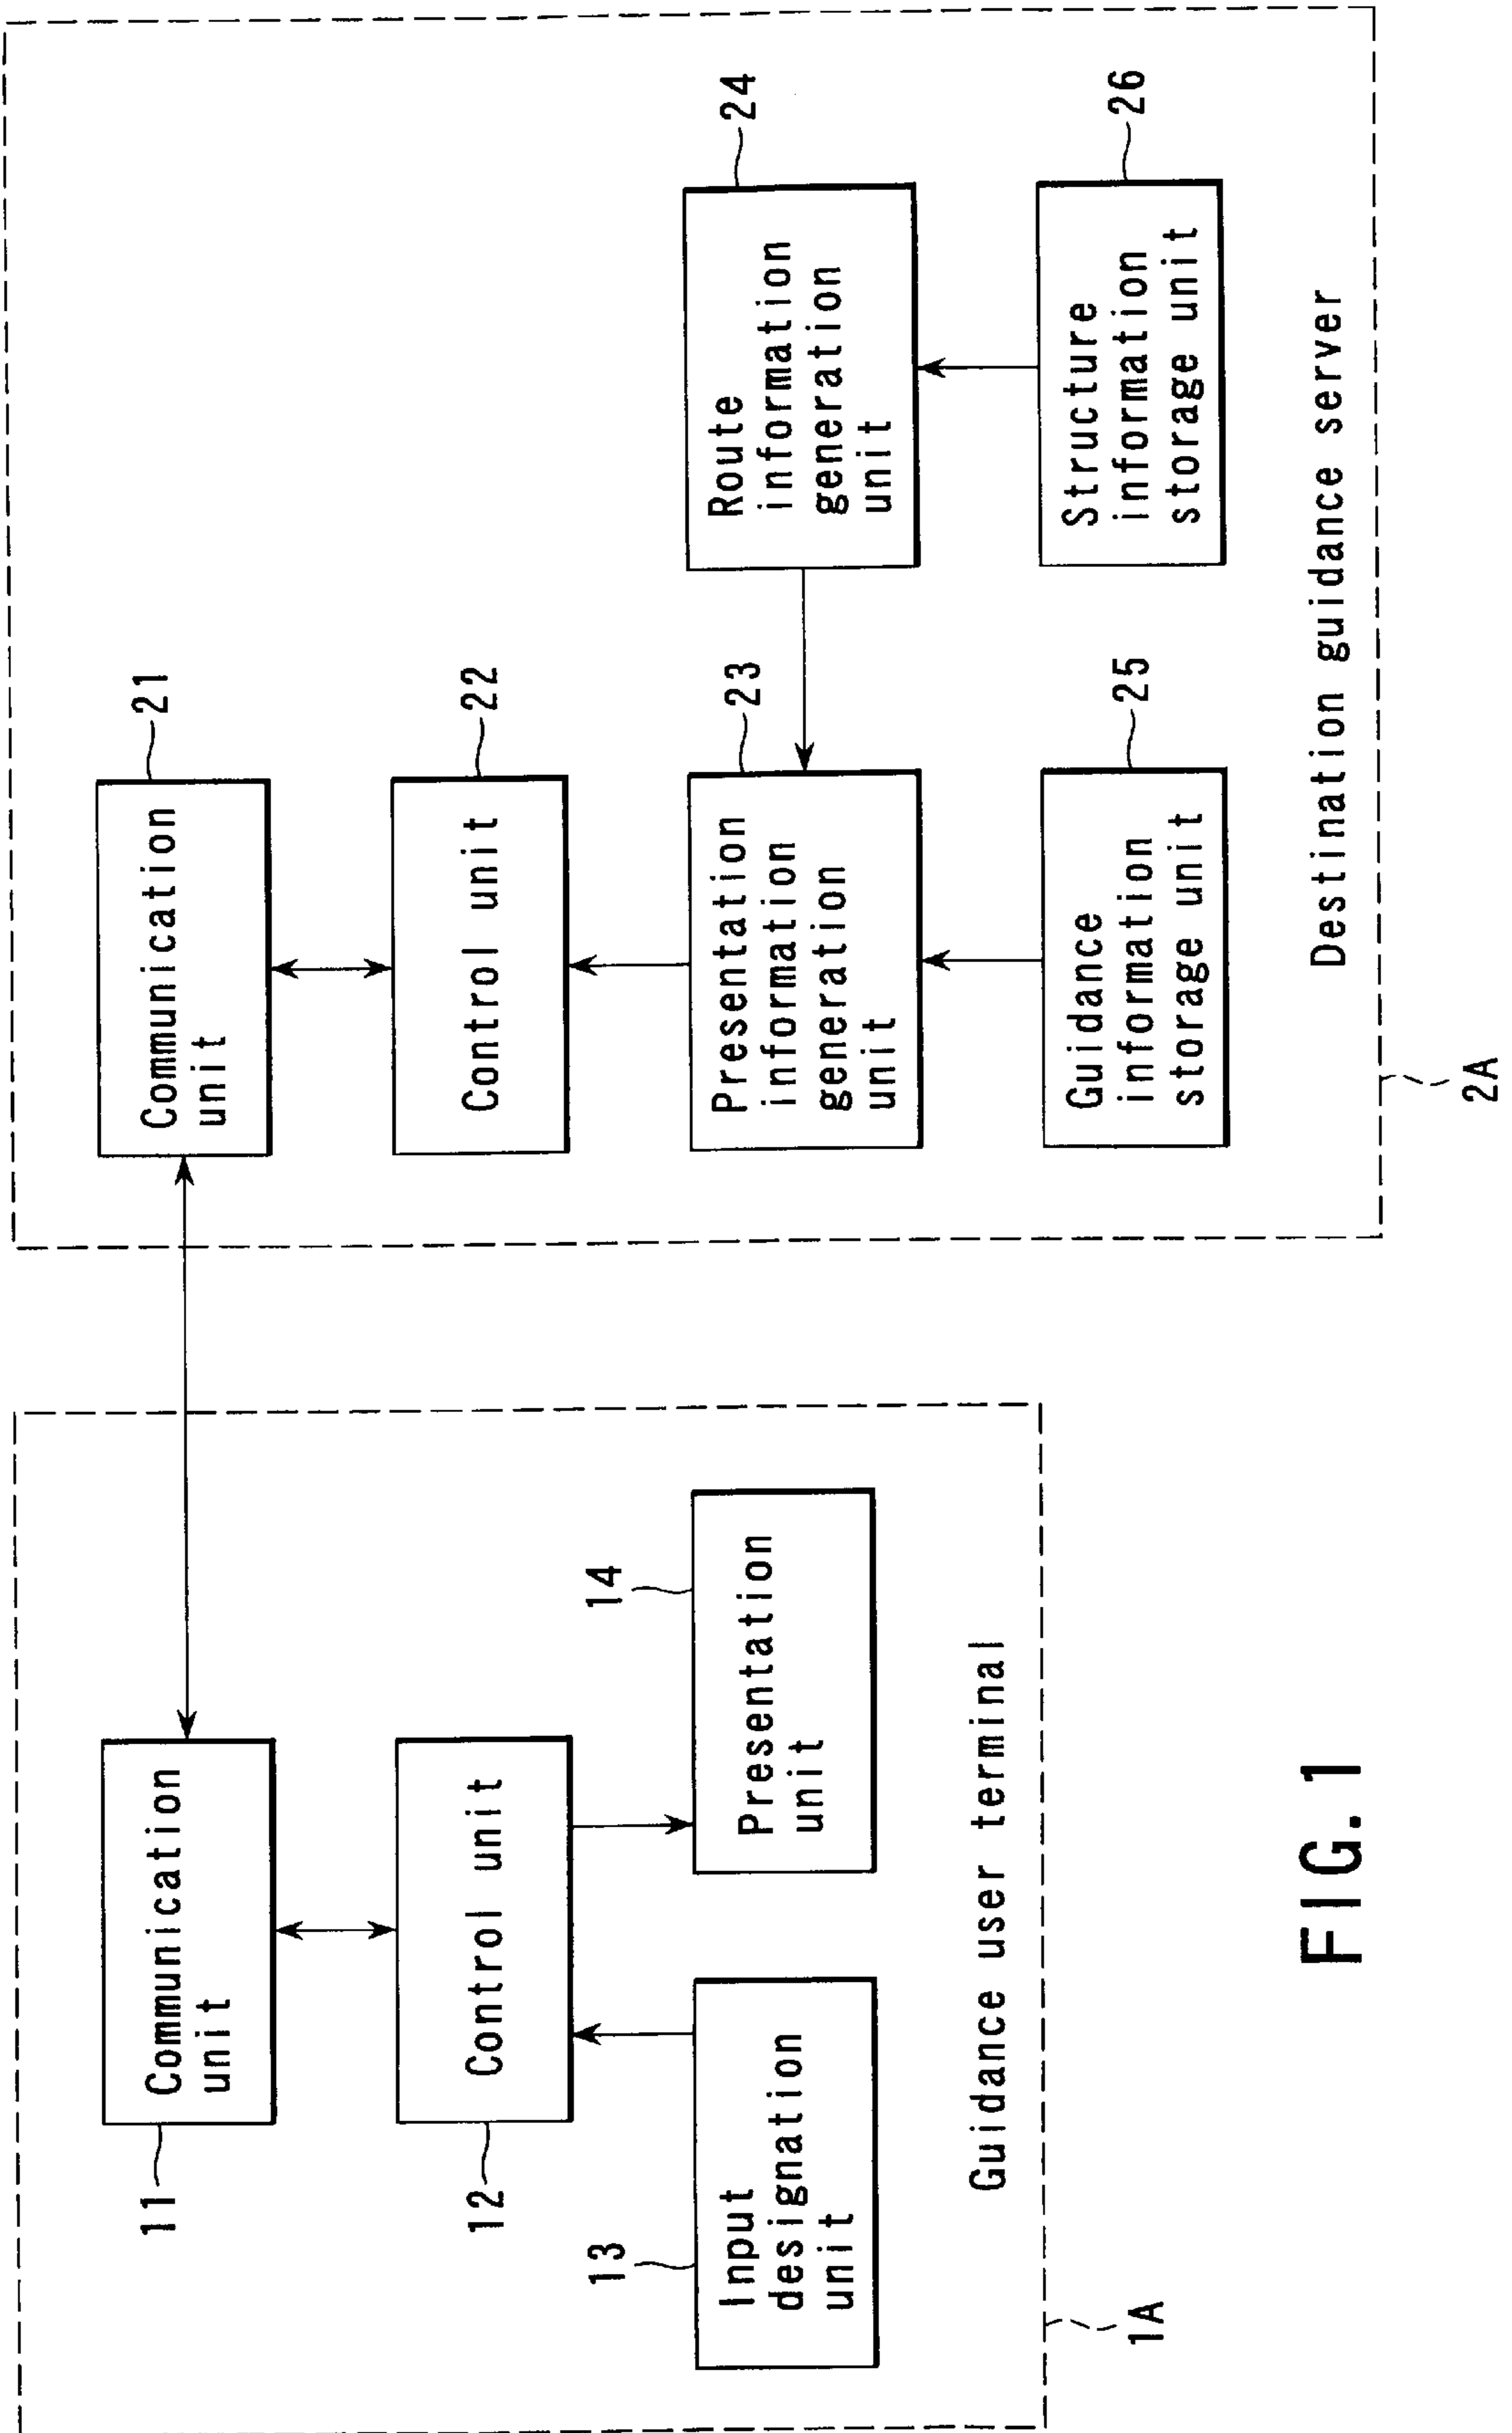 11
Communication
unit
12
Control unit
13
Input
designation
unit
14
Presentation
unit
Guidance user terminal
1A
21
Communication
unit
22
Control unit
23
Presentation
information
generation
unit
24
Route
information
generation
unit
25
Guidance
information
storage unit
26
Structure
information
storage unit
Destination guidance server
2A
FIG. 1